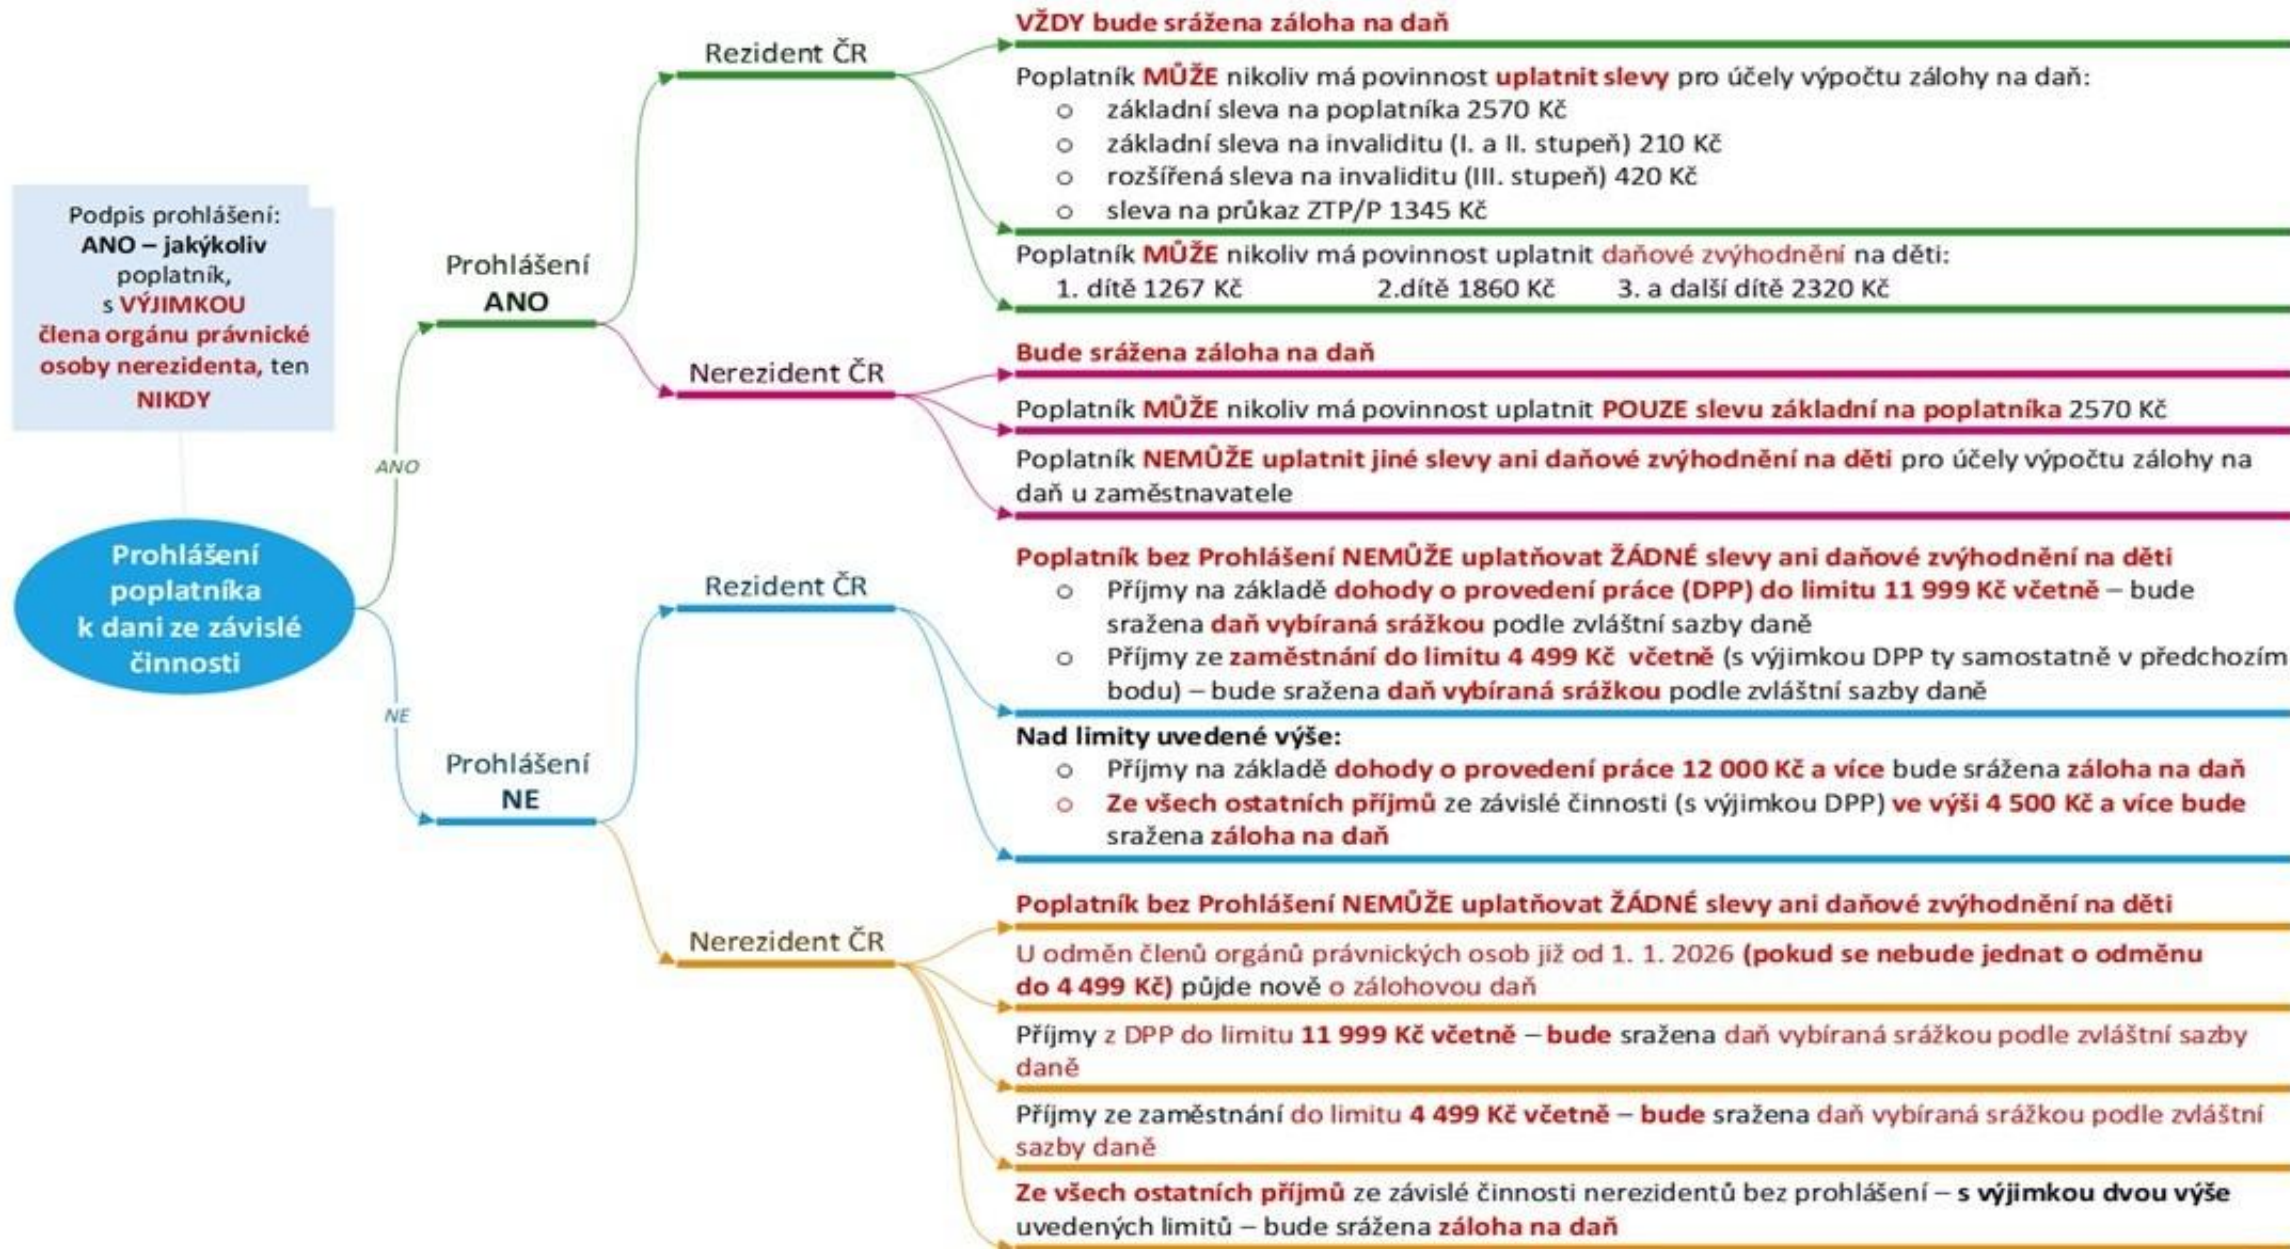 Podpis prohlášení:
ANO – jakýkoliv
poplatník,
s VÝJIMKOU
člena orgánu právnické
osoby nerezidenta, ten
NIKDY
Prohlášení
poplatníka
k dani ze závislé
činnosti
ANO
NE
Prohlášení
ANO
Rezident ČR
VŽDY bude srážena záloha na daň
Poplatník MŮŽE nikoliv má povinnost uplatnit slevy pro účely výpočtu zálohy na daň:
o základní sleva na poplatníka 2570 Kč
o základní sleva na invaliditu (I. a II. stupeň) 210 Kč
o rozšířená sleva na invaliditu (III. stupeň) 420 Kč
o sleva na průkaz ZTP/P 1345 Kč
Poplatník MŮŽE nikoliv má povinnost uplatnit daňové zvýhodnění na děti:
1. dítě 1267 Kč 2.dítě 1860 Kč 3. a další dítě 2320 Kč
Nerezident ČR
Bude srážena záloha na daň
Poplatník MŮŽE nikoliv má povinnost uplatnit POUZE slevu základní na poplatníka 2570 Kč
Poplatník NEMŮŽE uplatnit jiné slevy ani daňové zvýhodnění na děti pro účely výpočtu zálohy na
daň u zaměstnavatele
Prohlášení
NE
Rezident ČR
Poplatník bez Prohlášení NEMŮŽE uplatňovat ŽÁDNÉ slevy ani daňové zvýhodnění na děti
o Příjmy na základě dohody o provedení práce (DPP) do limitu 11 999 Kč včetně – bude
sražena daň vybíraná srážkou podle zvláštní sazby daně
o Příjmy ze zaměstnání do limitu 4 499 Kč včetně (s výjimkou DPP ty samostatně v předchozím
bodu) – bude sražena daň vybíraná srážkou podle zvláštní sazby daně
Nad limity uvedené výše:
o Příjmy na základě dohody o provedení práce 12 000 Kč a více bude srážena záloha na daň
o Ze všech ostatních příjmů ze závislé činnosti (s výjimkou DPP) ve výši 4 500 Kč a více bude
sražena záloha na daň
Nerezident ČR
Poplatník bez Prohlášení NEMŮŽE uplatňovat ŽÁDNÉ slevy ani daňové zvýhodnění na děti
U odměn členů orgánů právnických osob již od 1. 1. 2026 (pokud se nebude jednat o odměnu
do 4 499 Kč) půjde nově o zálohovou daň
Příjmy z DPP do limitu 11 999 Kč včetně – bude sražena daň vybíraná srážkou podle zvláštní sazby
daně
Příjmy ze zaměstnání do limitu 4 499 Kč včetně – bude sražena daň vybíraná srážkou podle zvláštní
sazby daně
Ze všech ostatních příjmů ze závislé činnosti nerezidentů bez prohlášení – s výjimkou dvou výše
uvedených limitů – bude srážena záloha na daň